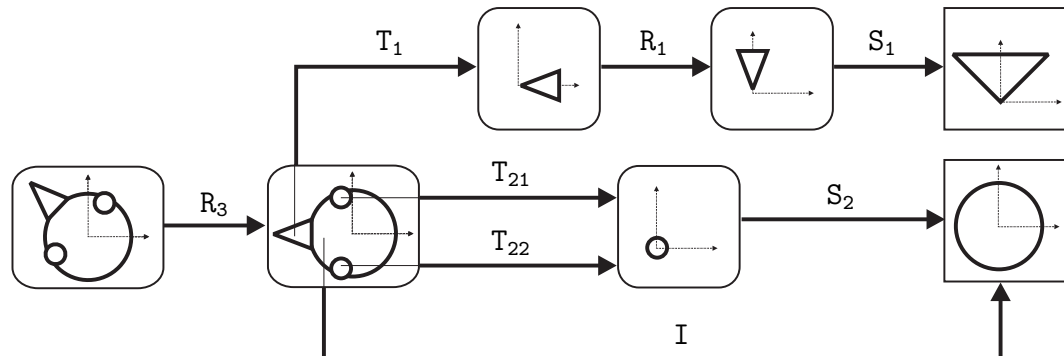 T₁ R₁ S₁
R₃ T₂₁ S₂
T₂₂
I